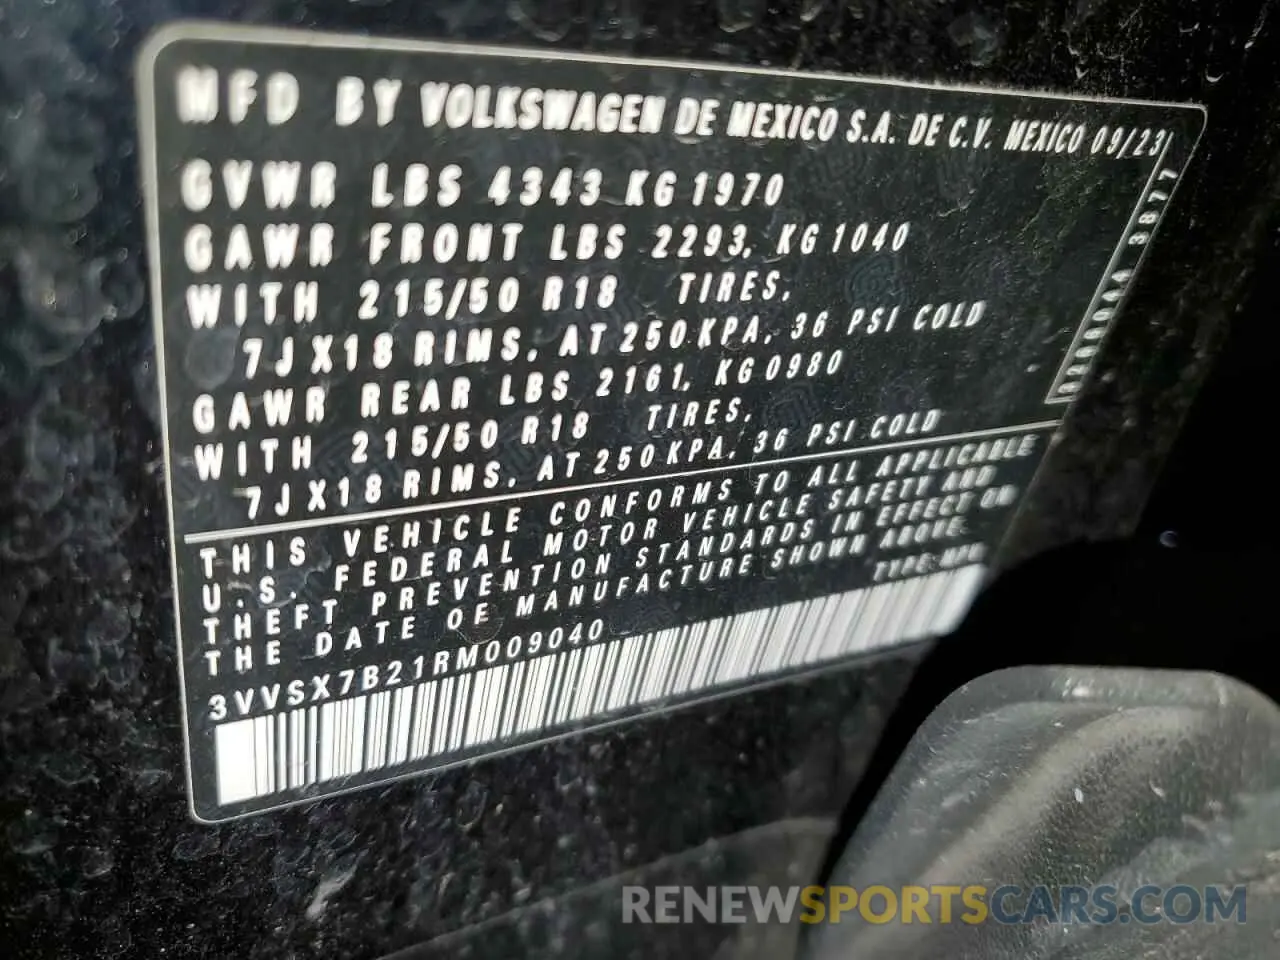 MFD BY VOLKSWAGEN DE MEXICO S.A. DE C.V. MEXICO 09/23
GVWR LBS 4343 KG 1970
GAWR FRONT LBS 2293, KG 1040
WITH 215/50 R18 TIRES,
7JX18 RIMS, AT 250 KPA, 36 PSI COLD
GAWR REAR LBS 2161, KG 0980
WITH 215/50 R18 TIRES,
7JX18 RIMS, AT 250 KPA, 36 PSI COLD
3877
THIS VEHICLE CONFORMS TO ALL APPLICABLE
U.S. FEDERAL MOTOR VEHICLE SAFETY AND
THEFT PREVENTION STANDARDS IN EFFECT ON
THE DATE OF MANUFACTURE SHOWN ABOVE.
TYPE: MPV
3VVSX7B21RM009040
RENEWSPORTSCARS.COM